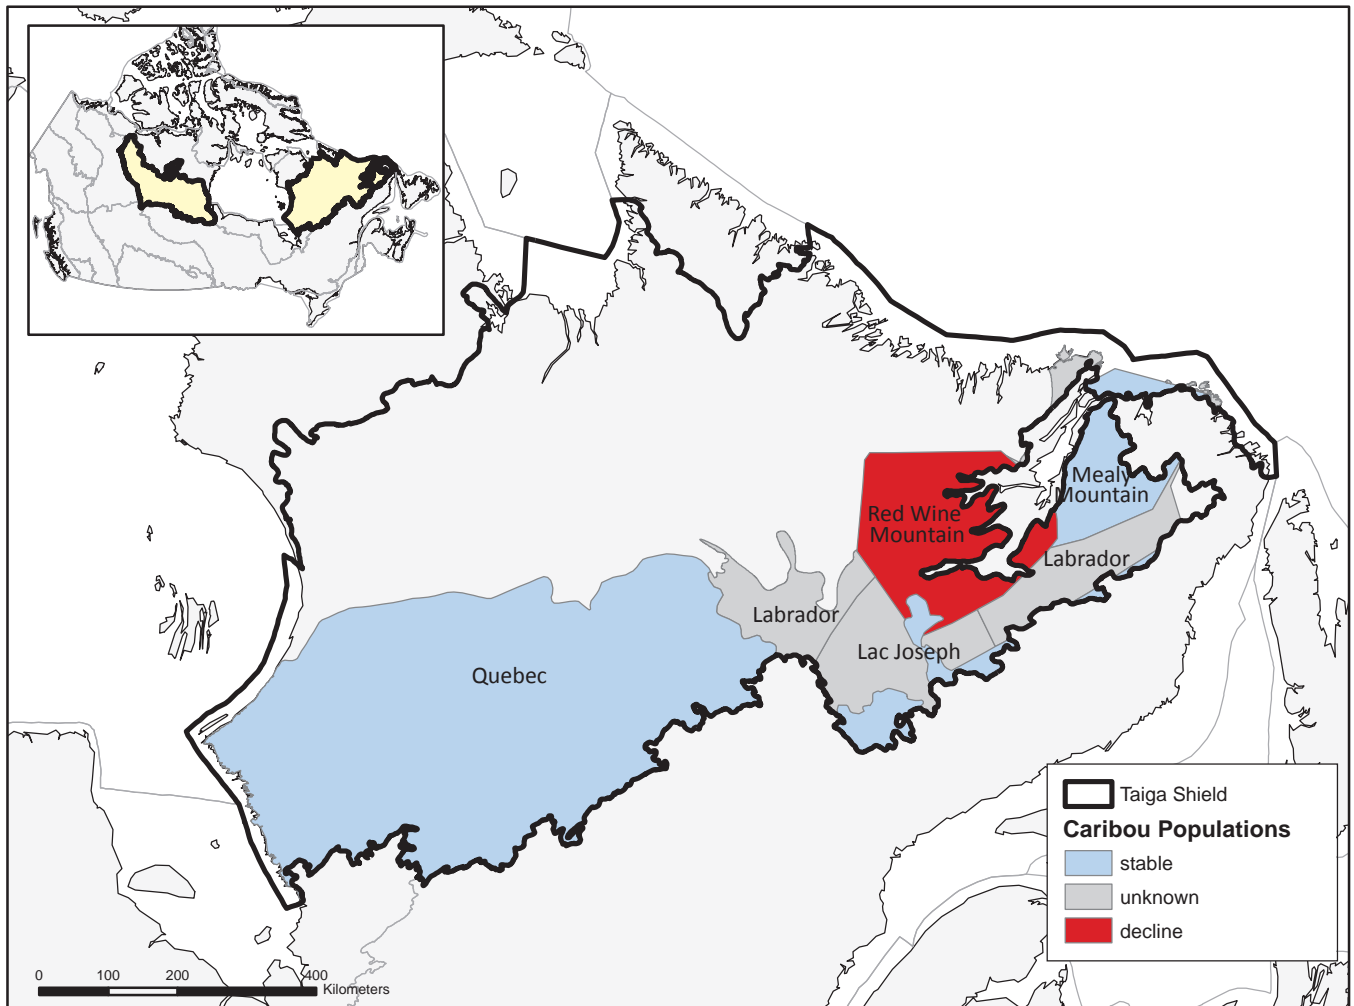 Red Wine
Mountain
Mealy
Mountain
Labrador
Labrador
Lac Joseph
Quebec
Taiga Shield
Caribou Populations
stable
unknown
decline
0 100 200 400
Kilometers